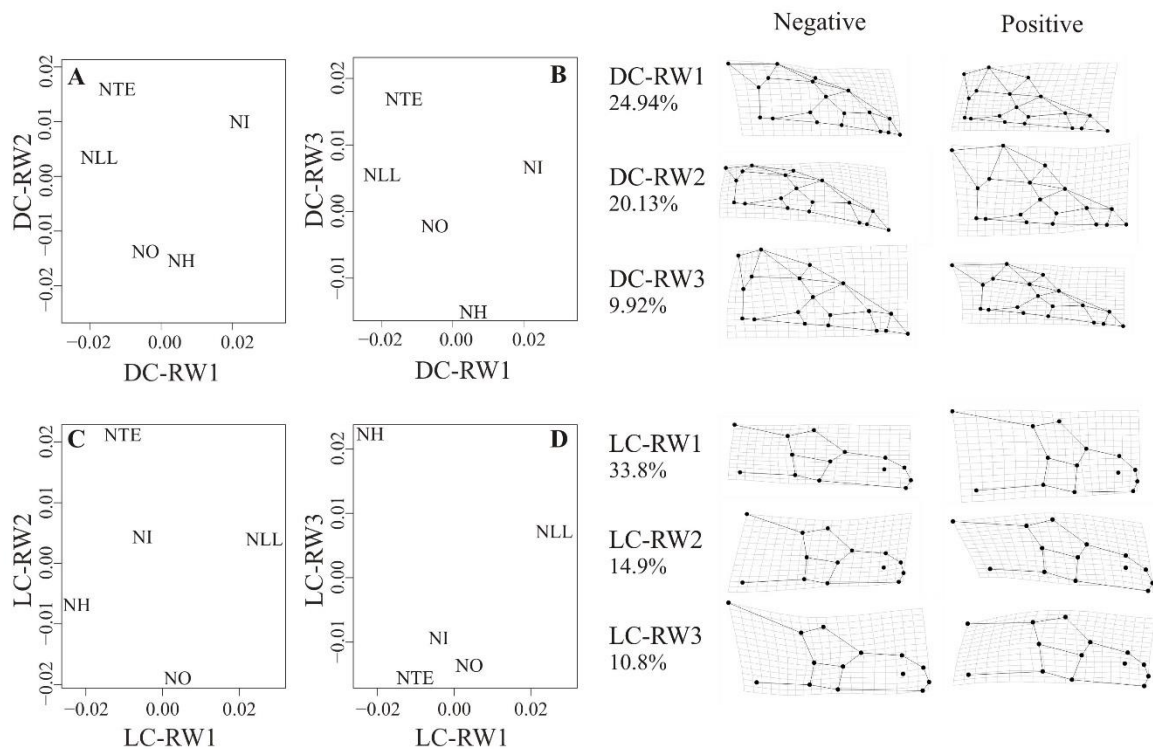 Negative
Positive
A
NTE
NI
NLL
NO
NH
DC-RW2
0.02
0.01
0.00
−0.01
−0.02
−0.02
0.00
0.02
DC-RW1
B
NTE
NI
NLL
NO
NH
DC-RW3
0.02
0.01
0.00
−0.01
−0.02
0.00
0.02
DC-RW1
DC-RW1
24.94%
DC-RW2
20.13%
DC-RW3
9.92%
C
NTE
NI
NLL
NH
NO
LC-RW2
0.02
0.01
0.00
−0.01
−0.02
−0.02
0.00
0.02
LC-RW1
D
NH
NLL
NI
NO
NTE
LC-RW3
0.02
0.01
0.00
−0.01
−0.02
0.00
0.02
LC-RW1
LC-RW1
33.8%
LC-RW2
14.9%
LC-RW3
10.8%